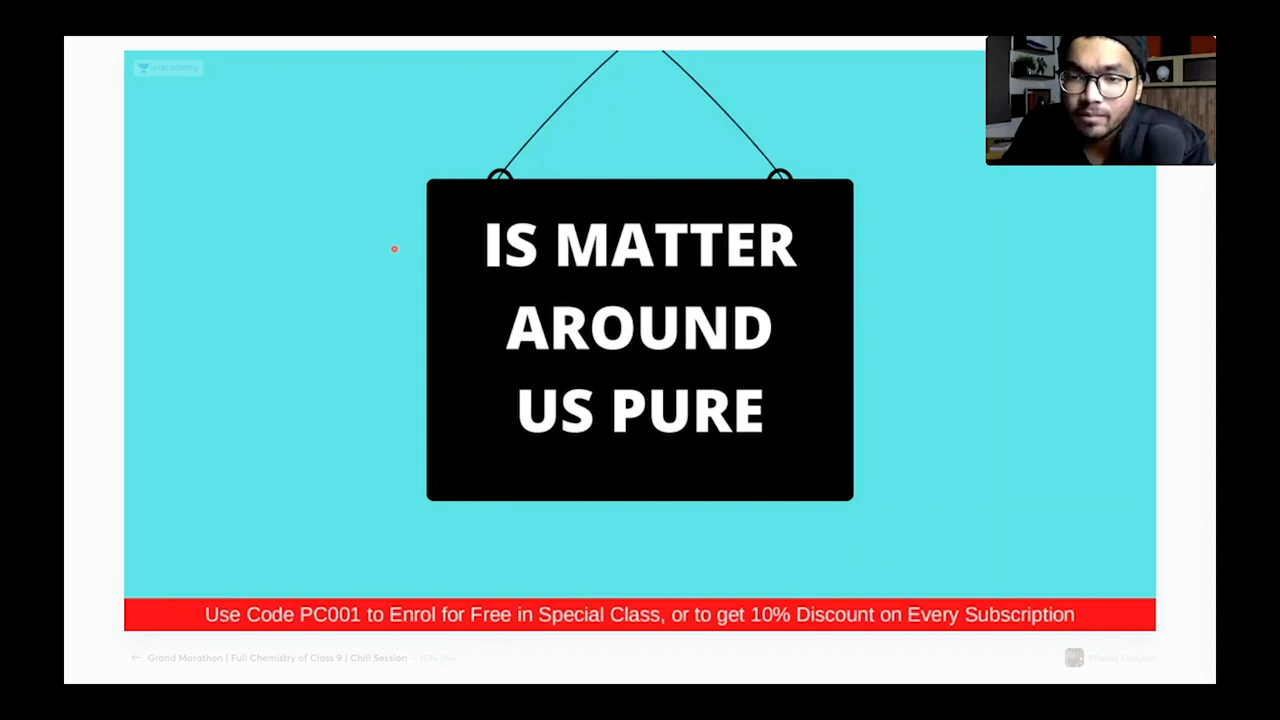 unacademy
IS MATTER
AROUND
US PURE
Use Code PC001 to Enrol for Free in Special Class, or to get 10% Discount on Every Subscription
Grand Marathon | Full Chemistry of Class 9 | Chill Session